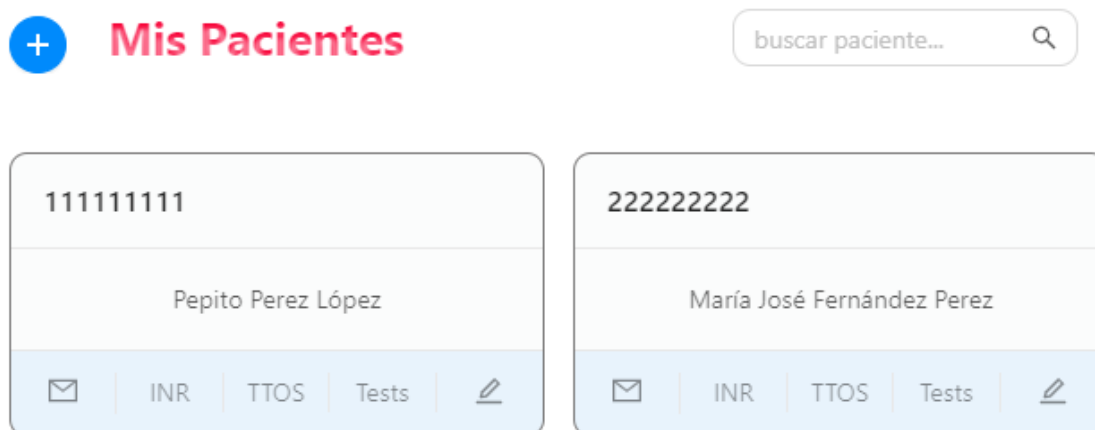 + Mis Pacientes buscar paciente...
111111111 222222222
Pepito Perez López María José Fernández Perez
INR TTOS Tests INR TTOS Tests